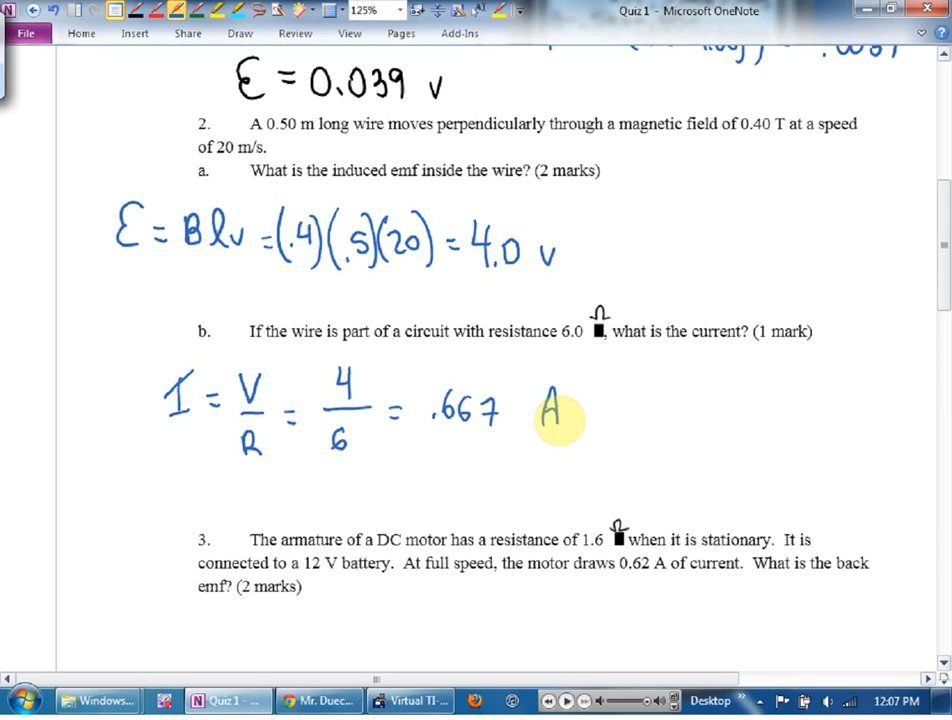 125%
Quiz 1 - Microsoft OneNote
File Home Insert Share Draw Review View Pages Add-Ins
Ɛ = 0.039 v
2. A 0.50 m long wire moves perpendicularly through a magnetic field of 0.40 T at a speed
of 20 m/s.
a. What is the induced emf inside the wire? (2 marks)
Ɛ = Blv = (.4)(.5)(20) = 4.0 v
b. If the wire is part of a circuit with resistance 6.0 Ω, what is the current? (1 mark)
I = V/R = 4/6 = .667 A
3. The armature of a DC motor has a resistance of 1.6 Ω when it is stationary. It is
connected to a 12 V battery. At full speed, the motor draws 0.62 A of current. What is the back
emf? (2 marks)
Windows... Quiz 1 - ... Mr. Duec... Virtual TI-... Desktop 12:07 PM